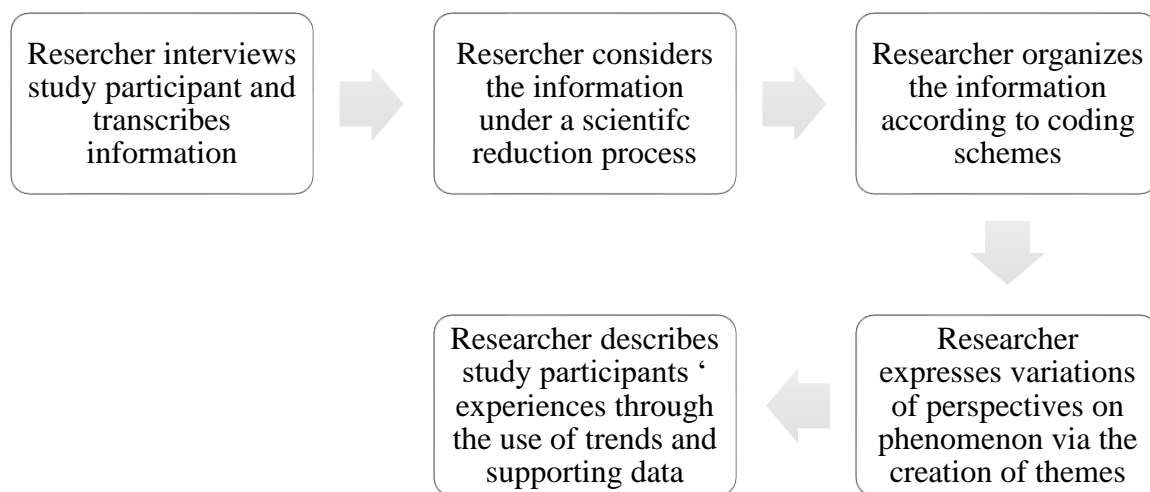 Resercher interviews
study participant and
transcribes
information
Resercher considers
the information
under a scientifc
reduction process
Researcher organizes
the information
according to coding
schemes
Researcher
expresses variations
of perspectives on
phenomenon via the
creation of themes
Researcher describes
study participants ‘
experiences through
the use of trends and
supporting data